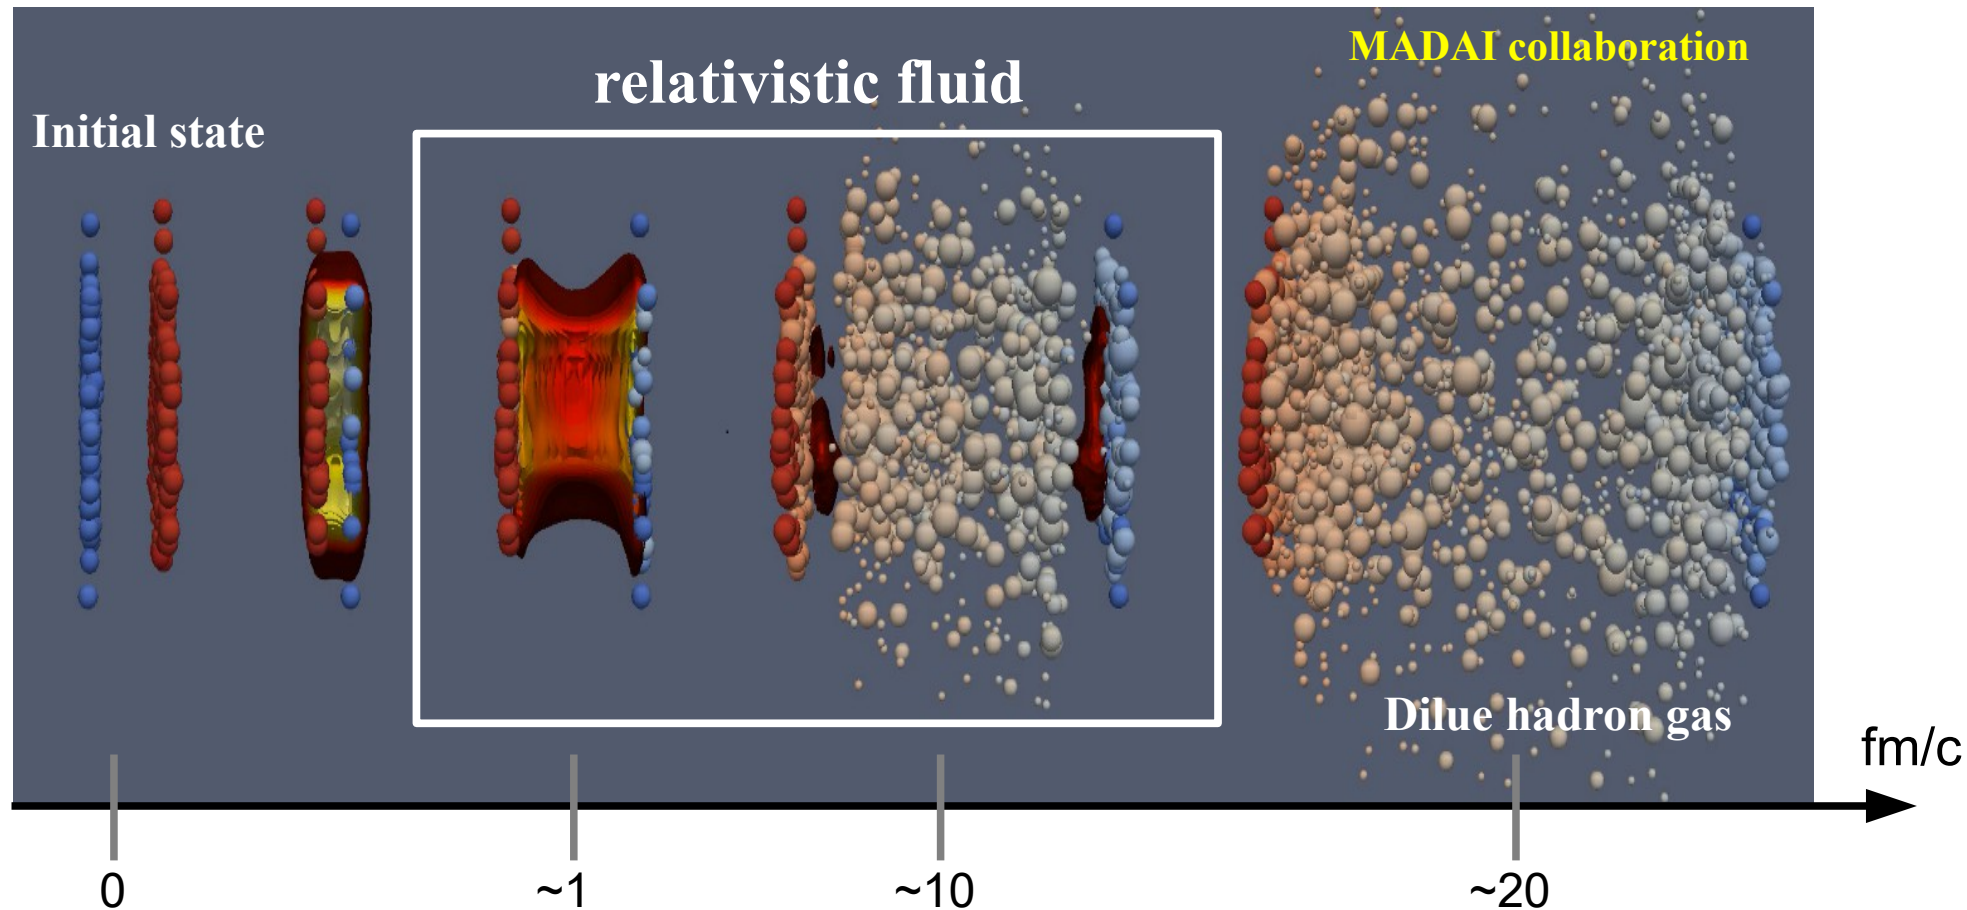 MADAI collaboration
relativistic fluid
Initial state
Dilue hadron gas
fm/c
0
~1
~10
~20